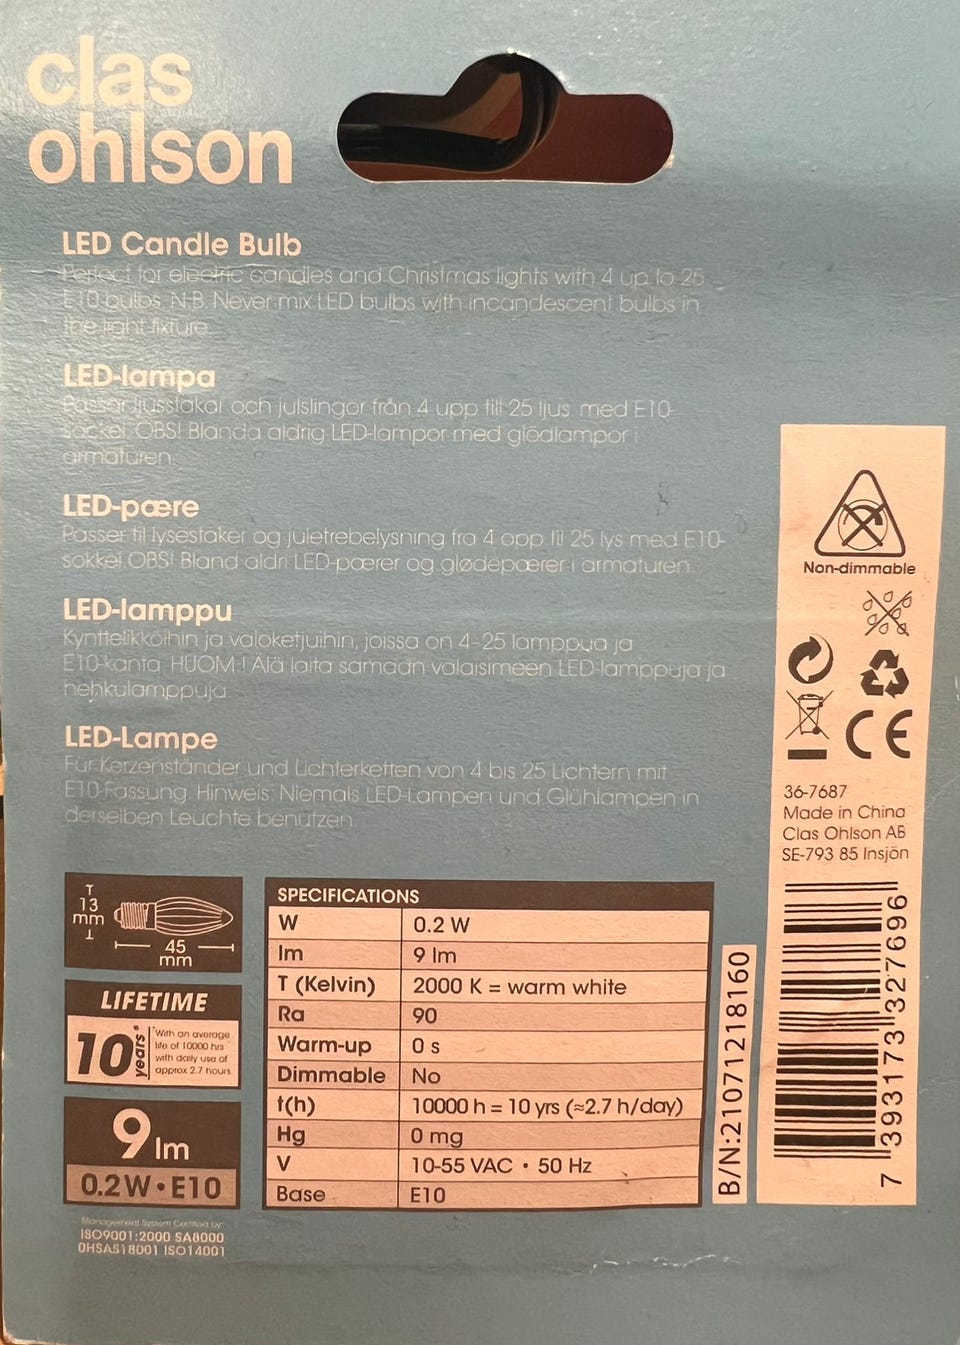 clas
ohlson
LED Candle Bulb
Perfect for electric candles and Christmas lights with 4 up to 25
E10 bulbs. N.B. Never mix LED bulbs with incandescent bulbs in
the light fixture.
LED-lampa
Passar ljusstakar och julslingor från 4 upp till 25 ljus med E10-
sockel. OBS! Blanda aldrig LED-lampor med glödlampor i
armaturen.
LED-pære
Passer til lysestaker og juletrebelysning fra 4 opp til 25 lys med E10-
sokkel. OBS! Bland aldri LED-pærer og glødepærer i armaturen.
LED-lamppu
Kynttelikköihin ja valoketjuihin, joissa on 4–25 lamppua ja
E10-kanta. HUOM! Älä laita samaan valaisimeen LED-lamppuja ja
hehkulamppuja.
LED-Lampe
Für Kerzenständer und Lichterketten von 4 bis 25 Lichtern mit
E10-Fassung. Hinweis: Niemals LED-Lampen und Glühlampen in
derselben Leuchte benutzen.
Non-dimmable
CE
36-7687
Made in China
Clas Ohlson AB
SE-793 85 Insjön
7 393173 327696
B/N:21071218160
13
mm
45
mm
LIFETIME
10 years*
*With an average
life of 10000 hrs
with daily use of
approx 2.7 hours
9 lm
0.2W•E10
SPECIFICATIONS
W 0.2 W
lm 9 lm
T (Kelvin) 2000 K = warm white
Ra 90
Warm-up 0 s
Dimmable No
t(h) 10000 h = 10 yrs (≈2.7 h/day)
Hg 0 mg
V 10-55 VAC • 50 Hz
Base E10
Management System Certified by:
ISO9001:2000 SA8000
OHSAS18001 ISO14001